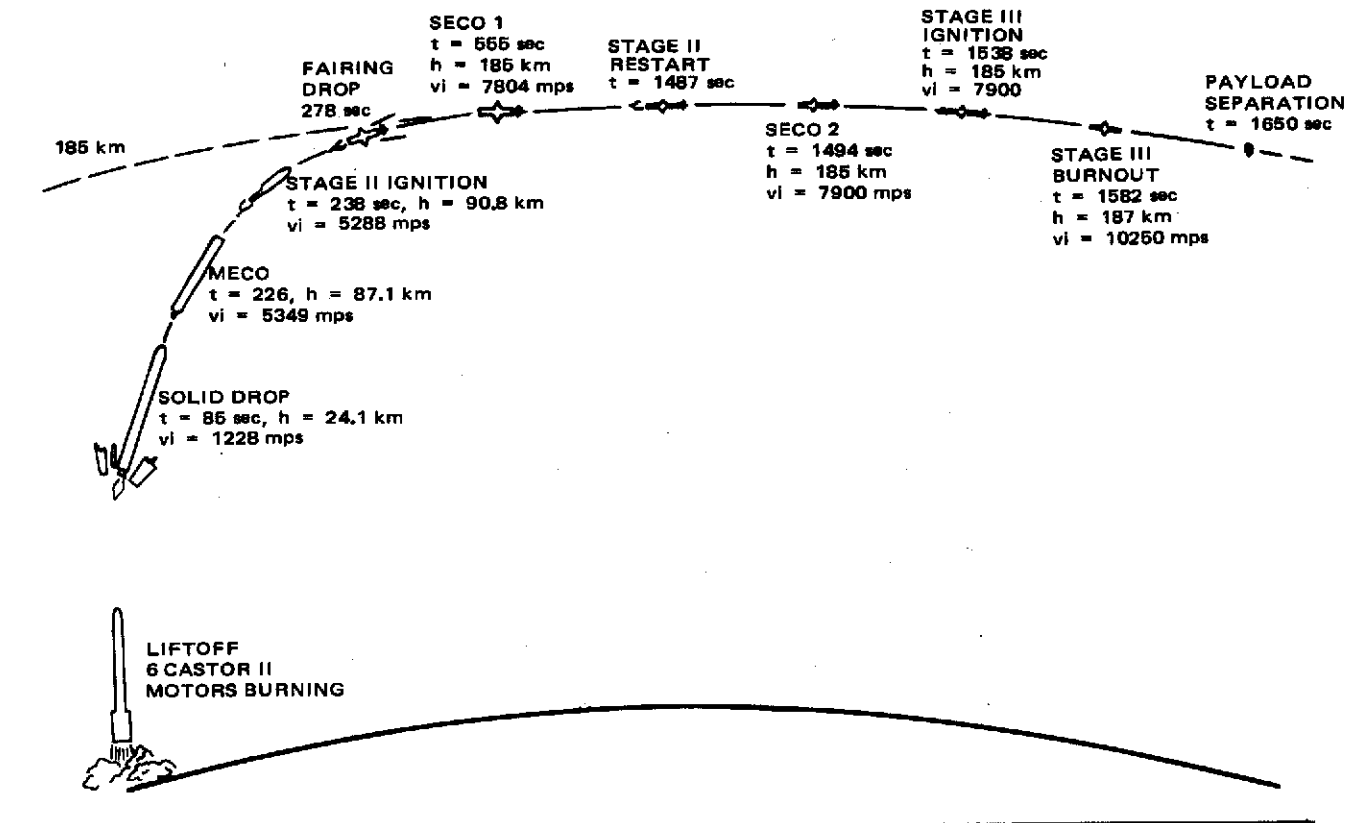 SECO 1
t = 555 sec
h = 185 km
vi = 7804 mps
STAGE II
RESTART
t = 1487 sec
STAGE III
IGNITION
t = 1538 sec
h = 185 km
vi = 7900
FAIRING
DROP
278 sec
PAYLOAD
SEPARATION
t = 1650 sec
185 km
SECO 2
t = 1494 sec
h = 185 km
vi = 7900 mps
STAGE III
BURNOUT
t = 1582 sec
h = 187 km
vi = 10250 mps
STAGE II IGNITION
t = 238 sec, h = 90.8 km
vi = 5288 mps
MECO
t = 226, h = 87.1 km
vi = 5349 mps
SOLID DROP
t = 85 sec, h = 24.1 km
vi = 1228 mps
LIFTOFF
6 CASTOR II
MOTORS BURNING